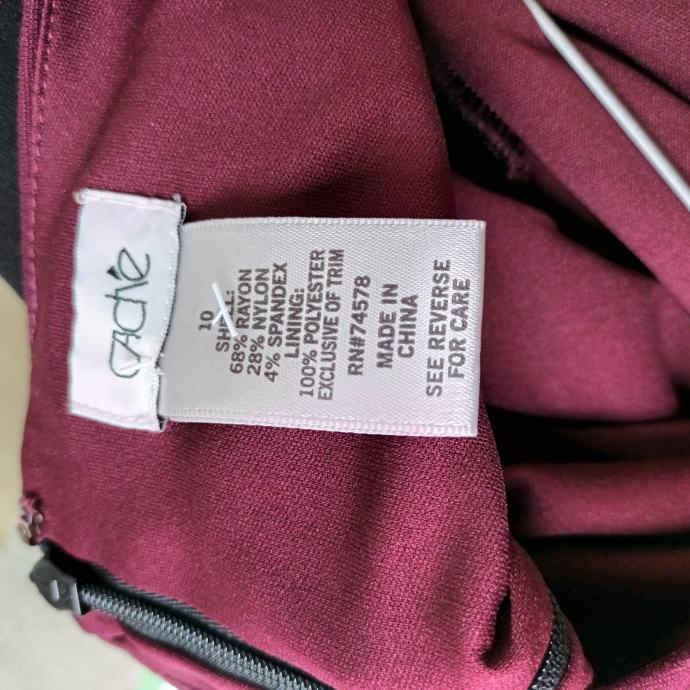 Cache
10
SHELL:
68% RAYON
28% NYLON
4% SPANDEX
LINING:
100% POLYESTER
EXCLUSIVE OF TRIM
RN#74578
MADE IN
CHINA
SEE REVERSE
FOR CARE